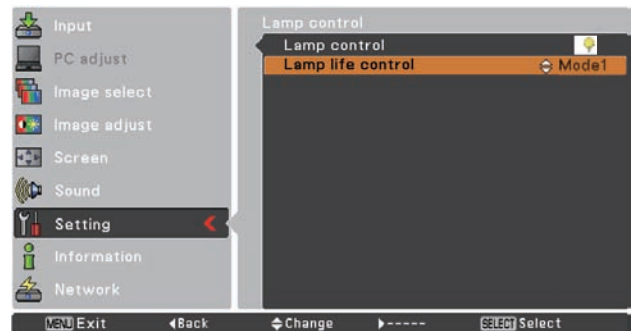 Input
PC adjust
Image select
Image adjust
Screen
Sound
Setting
Information
Network
Lamp control
Lamp control
Lamp life control Mode1
MENU Exit Back Change ----- SELECT Select